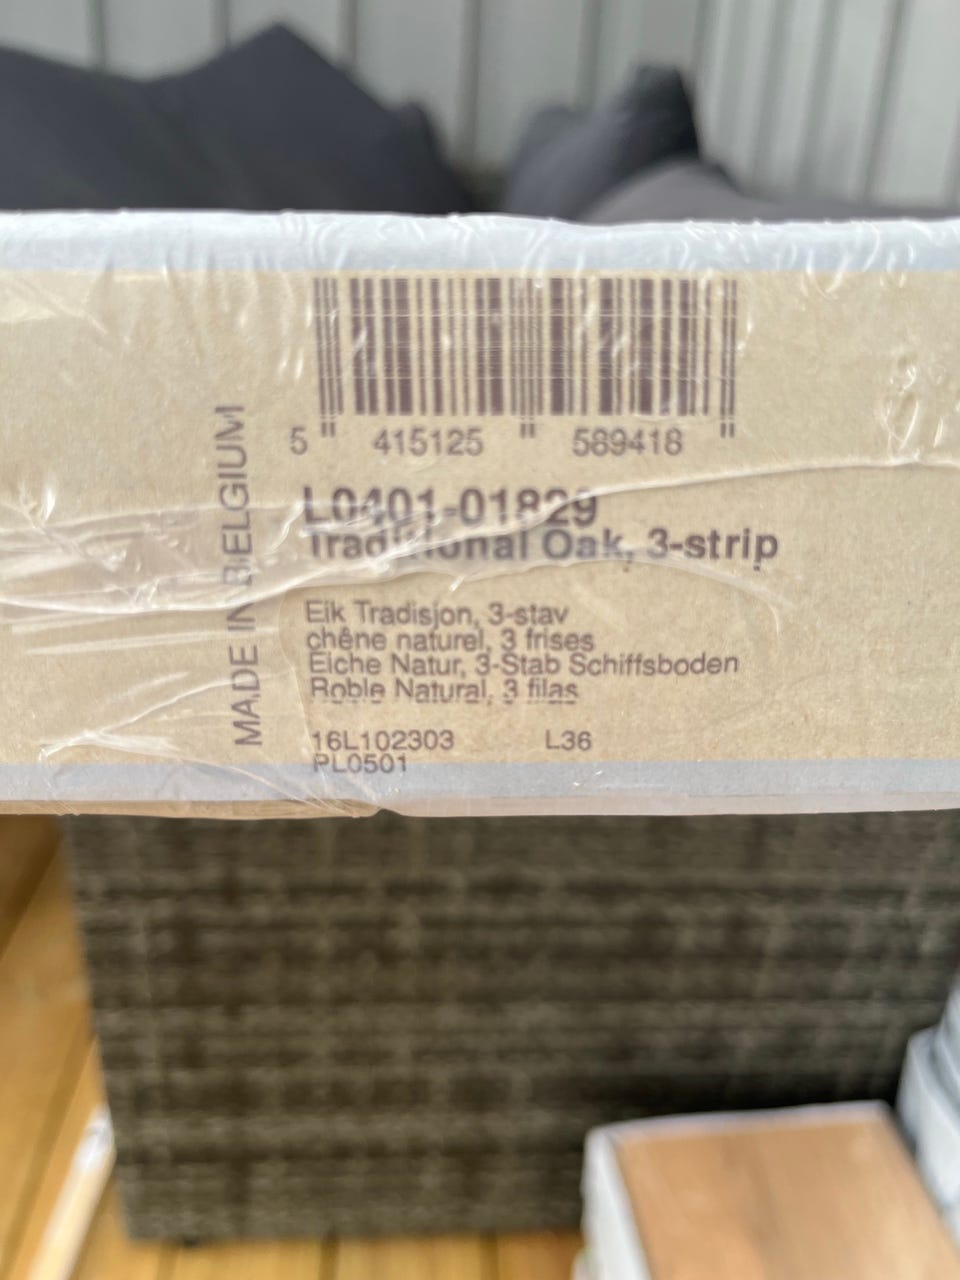 5 415125 589418
MADE IN BELGIUM
L0401-01829
Traditional Oak, 3-strip
Eik Tradisjon, 3-stav
chêne naturel, 3 frises
Eiche Natur, 3-Stab Schiffsboden
Roble Natural, 3 filas
16L102303 L36
PL0501